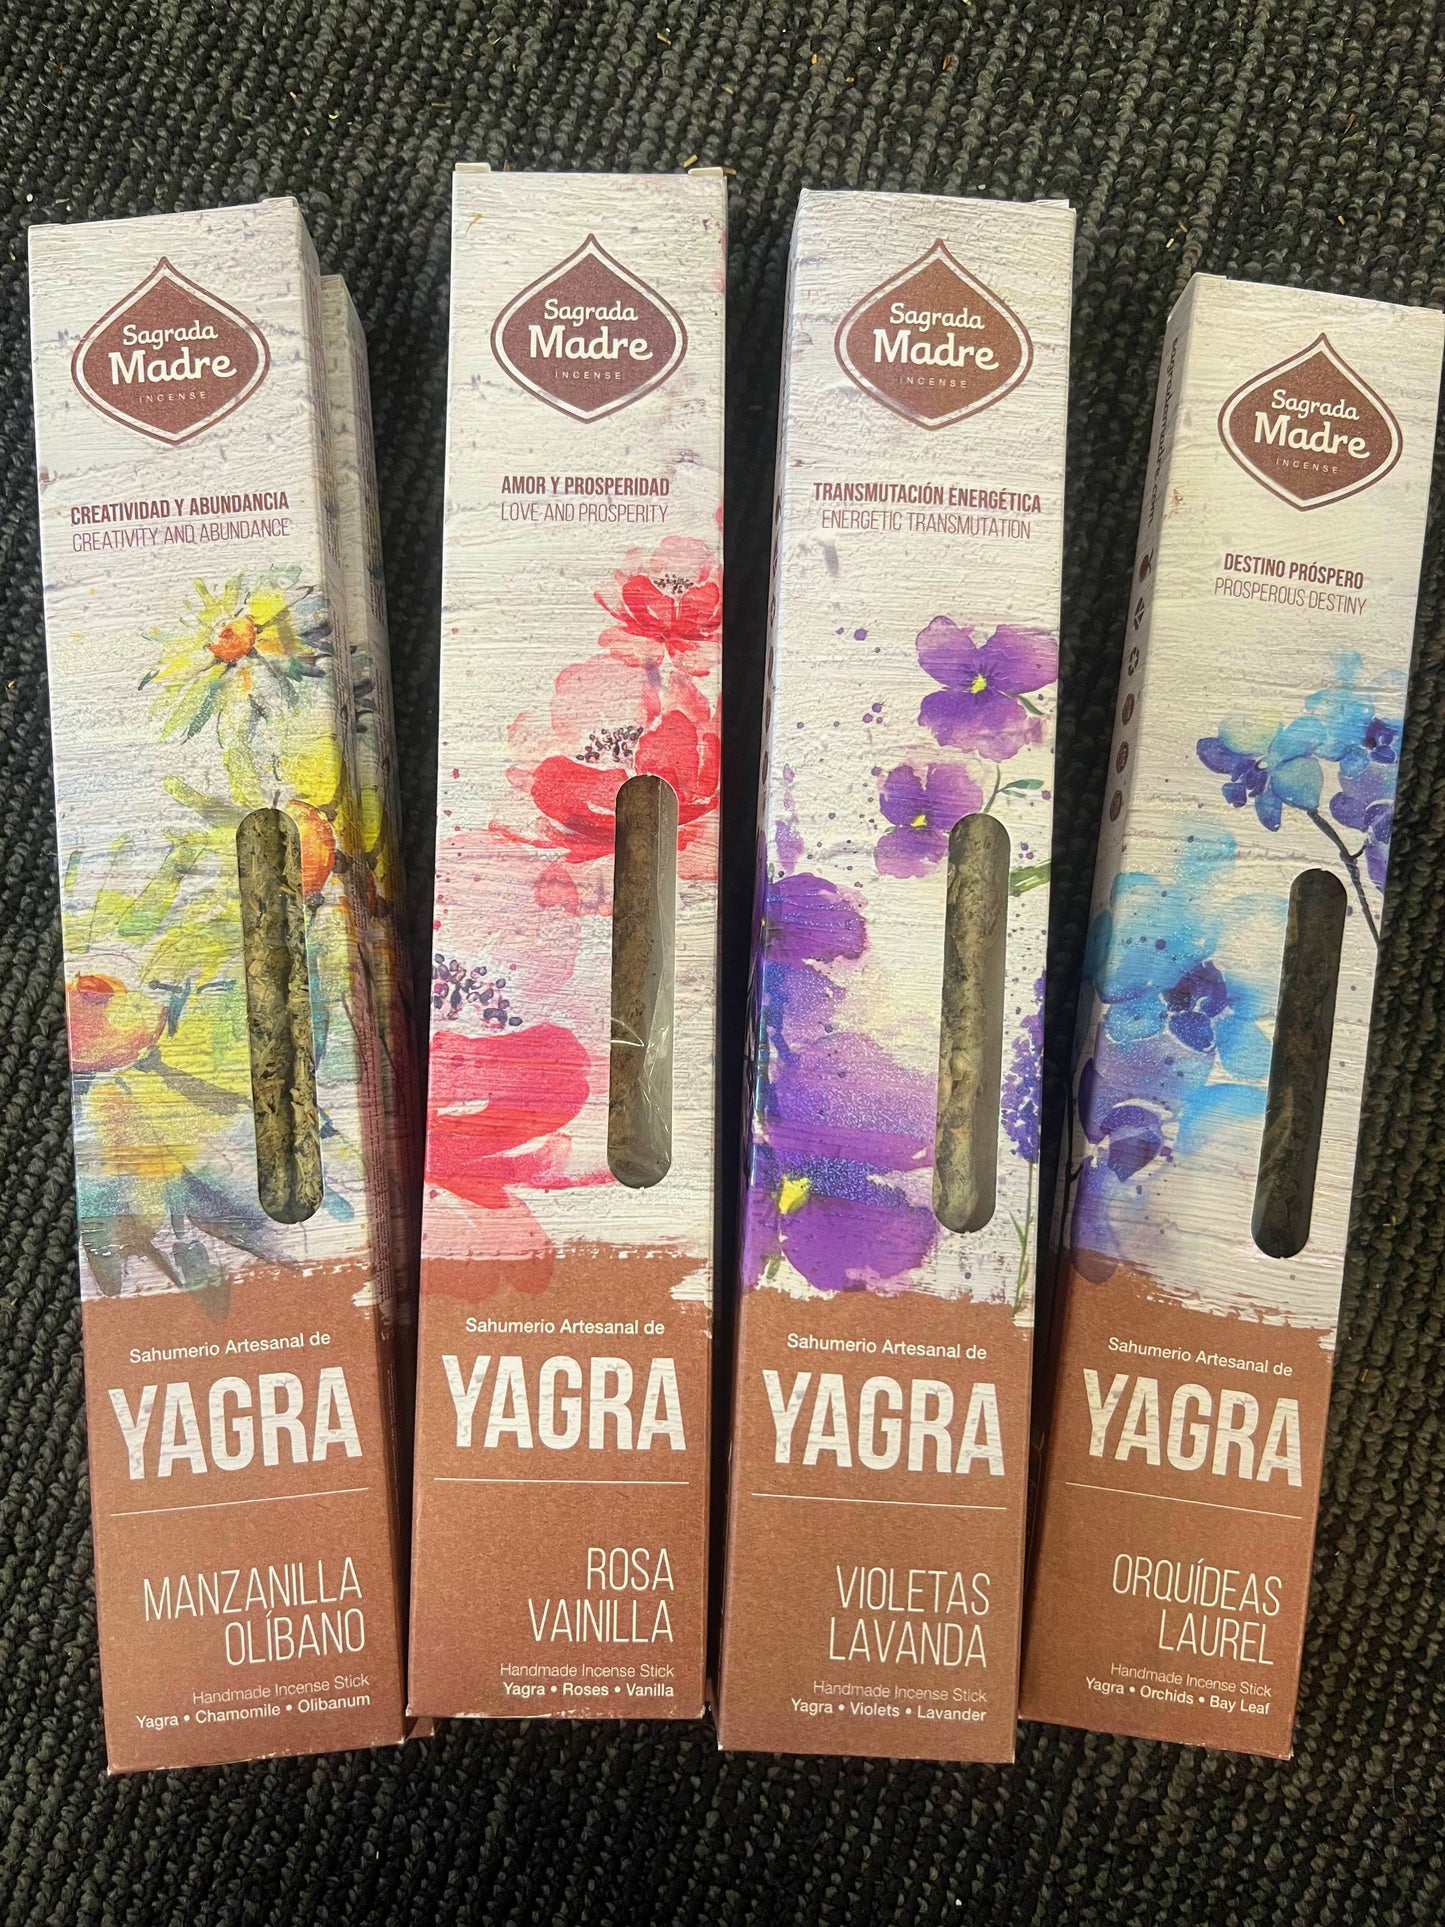 Sagrada
Madre
INCENSE
CREATIVIDAD Y ABUNDANCIA
CREATIVITY AND ABUNDANCE
Sahumerio Artesanal de
YAGRA
MANZANILLA
OLÍBANO
Handmade Incense Stick
Yagra • Chamomile • Olibanum
Sagrada
Madre
INCENSE
AMOR Y PROSPERIDAD
LOVE AND PROSPERITY
Sahumerio Artesanal de
YAGRA
ROSA
VAINILLA
Handmade Incense Stick
Yagra • Roses • Vanilla
Sagrada
Madre
INCENSE
TRANSMUTACIÓN ENERGÉTICA
ENERGETIC TRANSMUTATION
Sahumerio Artesanal de
YAGRA
VIOLETAS
LAVANDA
Handmade Incense Stick
Yagra • Violets • Lavander
Sagrada
Madre
INCENSE
DESTINO PRÓSPERO
PROSPEROUS DESTINY
Sahumerio Artesanal de
YAGRA
ORQUÍDEAS
LAUREL
Handmade Incense Stick
Yagra • Orchids • Bay Leaf